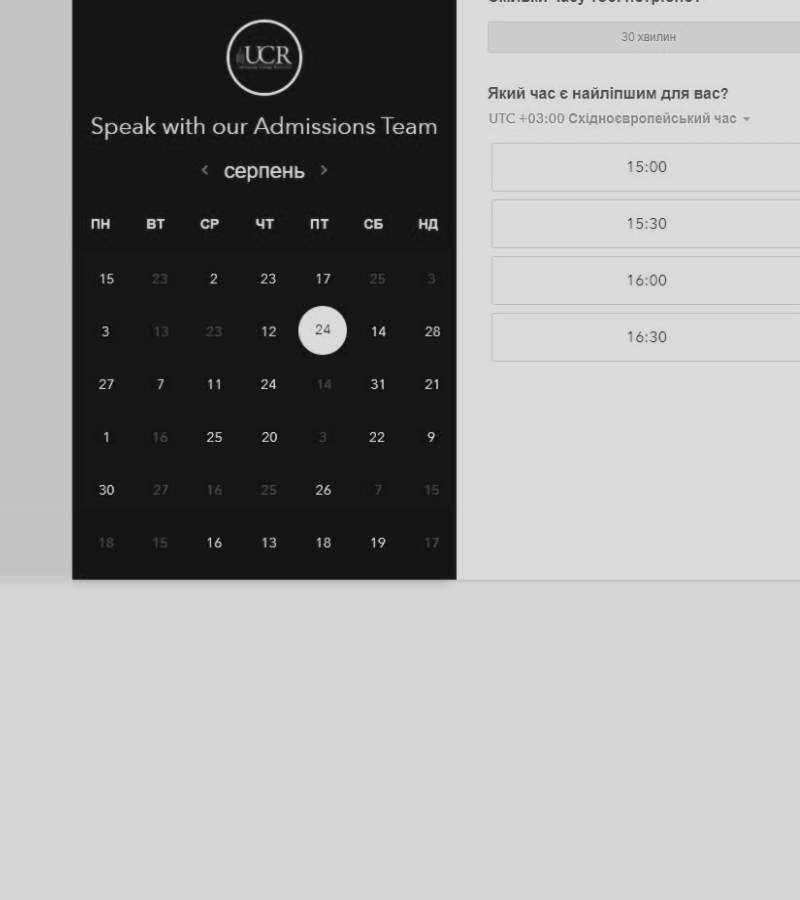 30 хвилин
UCR
Speak with our Admissions Team
серпень
ПН ВТ СР ЧТ ПТ СБ НД
15 23 2 23 17 25 3
3 13 23 12 24 14 28
27 7 11 24 14 31 21
1 16 25 20 3 22 9
30 27 16 25 26 7 15
18 15 16 13 18 19 17
Який час є найліпшим для вас?
UTC +03:00 Східноєвропейський час
15:00
15:30
16:00
16:30